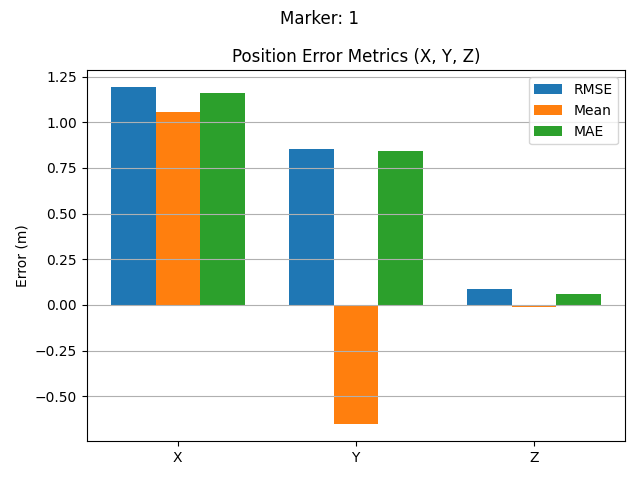 Marker: 1
Position Error Metrics (X, Y, Z)
1.25
1.00
0.75
0.50
0.25
0.00
−0.25
−0.50
Error (m)
RMSE
Mean
MAE
X Y Z